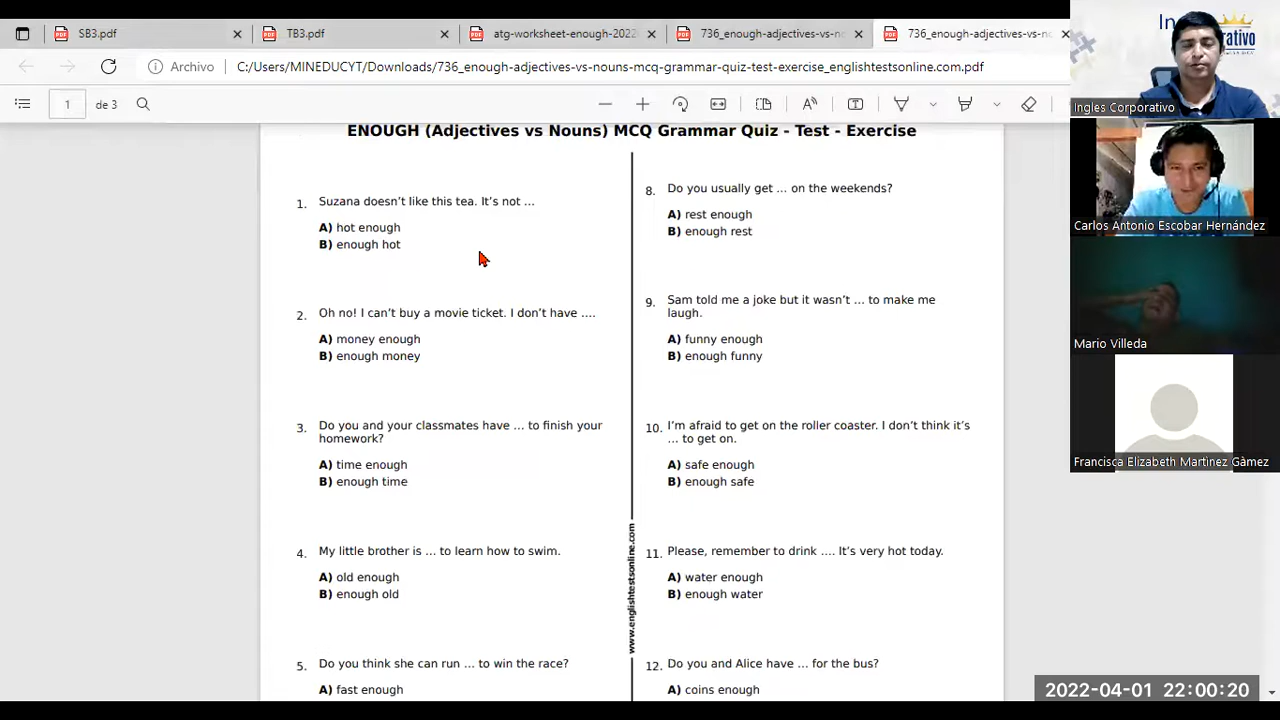 SB3.pdf
TB3.pdf
atg-worksheet-enough-2022
736_enough-adjectives-vs-no
736_enough-adjectives-vs-no
Archivo
C:/Users/MINEDUCYT/Downloads/736_enough-adjectives-vs-nouns-mcq-grammar-quiz-test-exercise_englishtestsonline.com.pdf
1 de 3
ENOUGH (Adjectives vs Nouns) MCQ Grammar Quiz - Test - Exercise
1. Suzana doesn't like this tea. It's not ...
A) hot enough
B) enough hot
2. Oh no! I can't buy a movie ticket. I don't have ....
A) money enough
B) enough money
3. Do you and your classmates have ... to finish your
homework?
A) time enough
B) enough time
4. My little brother is ... to learn how to swim.
A) old enough
B) enough old
5. Do you think she can run ... to win the race?
A) fast enough
www.englishtestsonline.com
8. Do you usually get ... on the weekends?
A) rest enough
B) enough rest
9. Sam told me a joke but it wasn't ... to make me
laugh.
A) funny enough
B) enough funny
10. I'm afraid to get on the roller coaster. I don't think it's
... to get on.
A) safe enough
B) enough safe
11. Please, remember to drink .... It's very hot today.
A) water enough
B) enough water
12. Do you and Alice have ... for the bus?
A) coins enough
Ingles Corporativo
Carlos Antonio Escobar Hernández
Mario Villeda
Francisca Elizabeth Martìnez Gàmez
2022-04-01 22:00:20